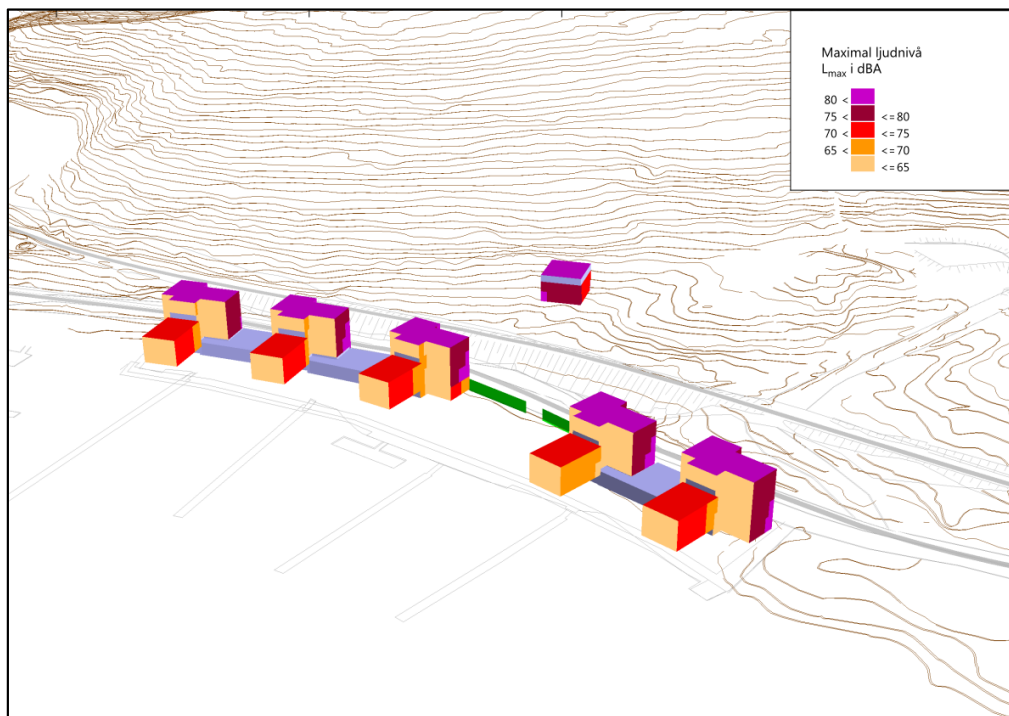 Maximal ljudnivå
Lmax i dBA
80 <
75 < <= 80
70 < <= 75
65 < <= 70
<= 65